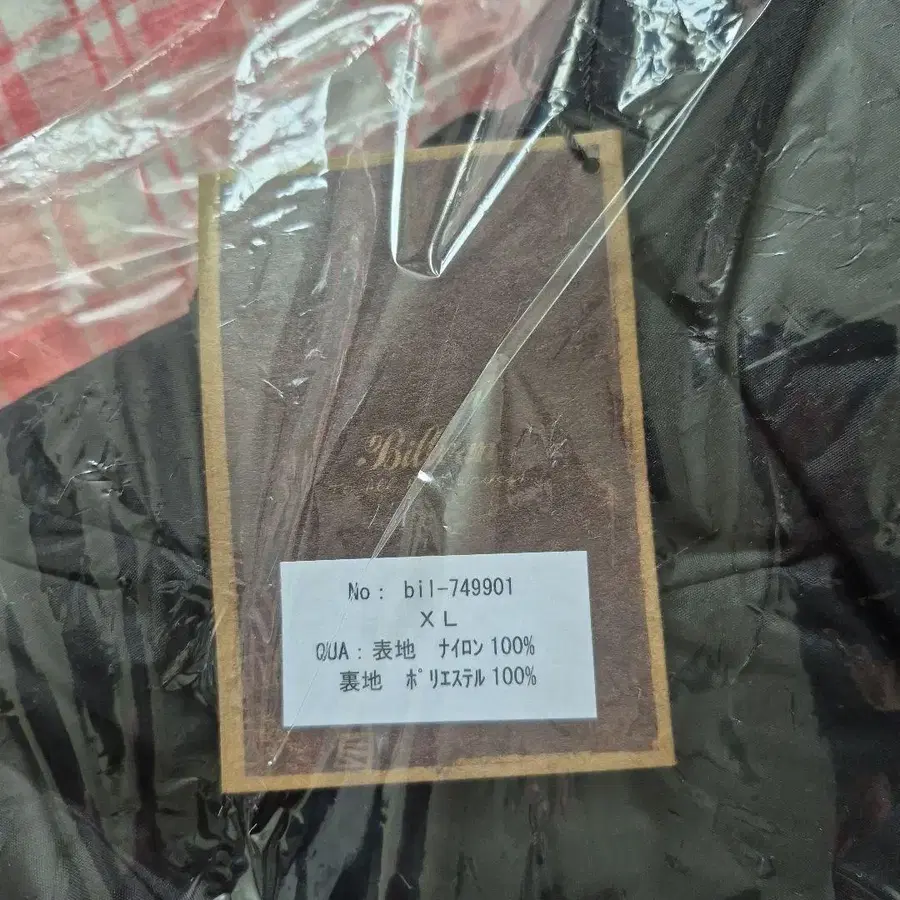 No : bil-749901
XL
QUA : 表地 ナイロン 100%
裏地 ポリエステル 100%